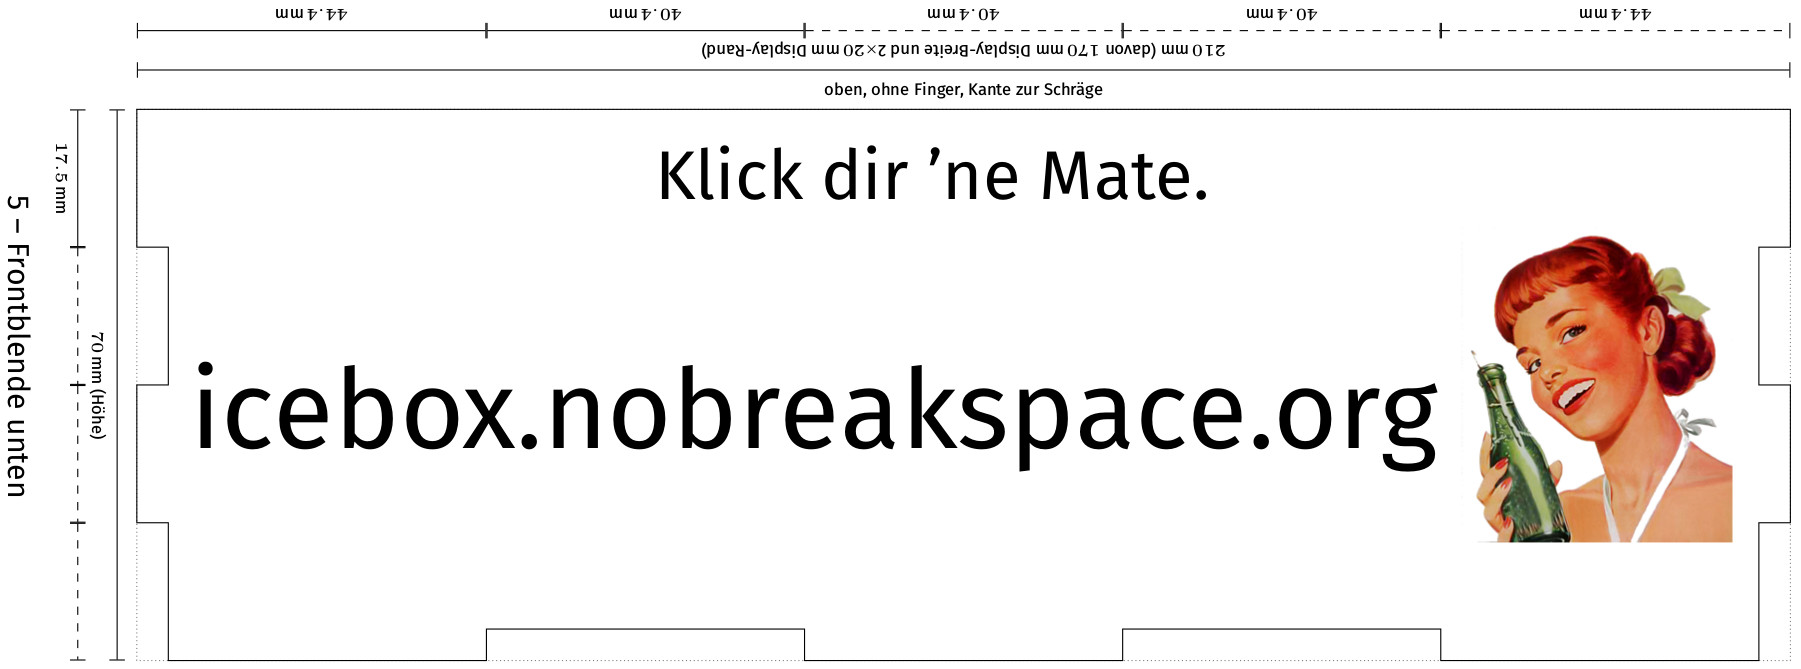 44.4 mm 40.4 mm 40.4 mm 40.4 mm 44.4 mm
210 mm (davon 170 mm Display-Breite und 2×20 mm Display-Rand)
oben, ohne Finger, Kante zur Schräge
17.5 mm
70 mm (Höhe)
5 – Frontblende unten
Klick dir ’ne Mate.
icebox.nobreakspace.org